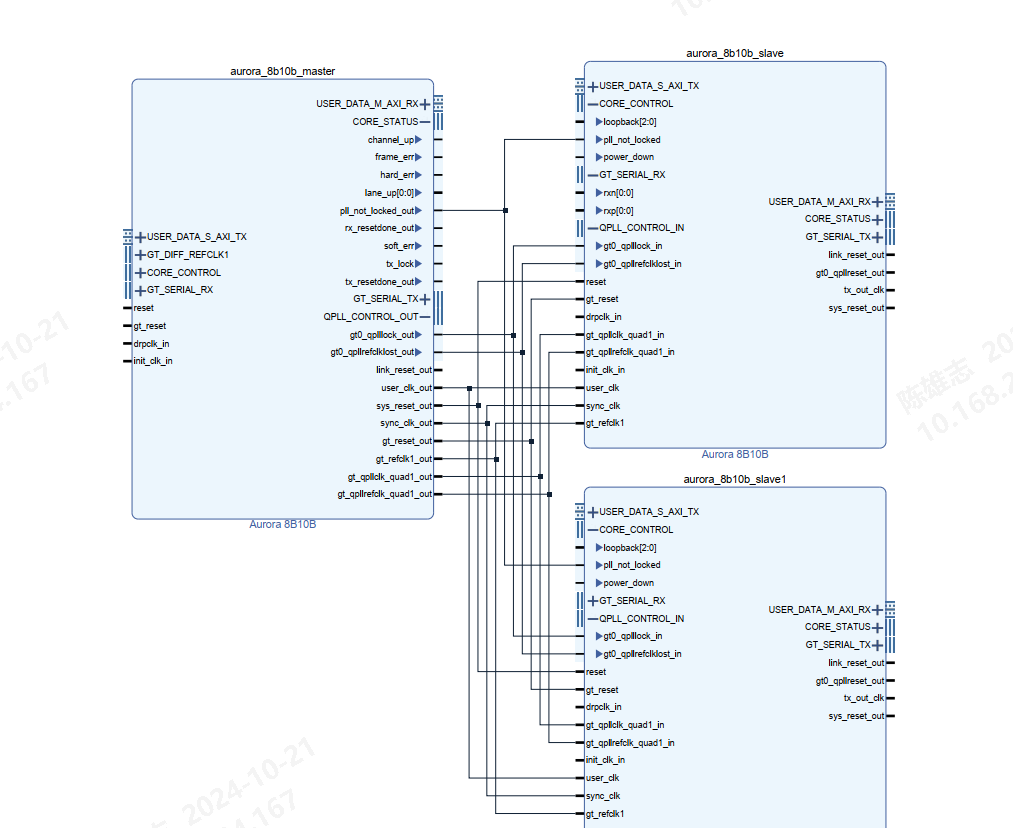 aurora_8b10b_master
USER_DATA_M_AXI_RX
CORE_STATUS
channel_up
frame_err
hard_err
lane_up[0:0]
pll_not_locked_out
rx_resetdone_out
soft_err
tx_lock
tx_resetdone_out
GT_SERIAL_TX
QPLL_CONTROL_OUT
gt0_qplllock_out
gt0_qpllrefclklost_out
link_reset_out
user_clk_out
sys_reset_out
sync_clk_out
gt_reset_out
gt_refclk1_out
gt_qpllclk_quad1_out
gt_qpllrefclk_quad1_out
USER_DATA_S_AXI_TX
GT_DIFF_REFCLK1
CORE_CONTROL
GT_SERIAL_RX
reset
gt_reset
drpclk_in
init_clk_in
Aurora 8B10B
aurora_8b10b_slave
USER_DATA_S_AXI_TX
CORE_CONTROL
loopback[2:0]
pll_not_locked
power_down
GT_SERIAL_RX
rxn[0:0]
rxp[0:0]
QPLL_CONTROL_IN
gt0_qplllock_in
gt0_qpllrefclklost_in
reset
gt_reset
drpclk_in
gt_qpllclk_quad1_in
gt_qpllrefclk_quad1_in
init_clk_in
user_clk
sync_clk
gt_refclk1
USER_DATA_M_AXI_RX
CORE_STATUS
GT_SERIAL_TX
link_reset_out
gt0_qpllreset_out
tx_out_clk
sys_reset_out
Aurora 8B10B
aurora_8b10b_slave1
USER_DATA_S_AXI_TX
CORE_CONTROL
loopback[2:0]
pll_not_locked
power_down
GT_SERIAL_RX
QPLL_CONTROL_IN
gt0_qplllock_in
gt0_qpllrefclklost_in
reset
gt_reset
drpclk_in
gt_qpllclk_quad1_in
gt_qpllrefclk_quad1_in
init_clk_in
user_clk
sync_clk
gt_refclk1
USER_DATA_M_AXI_RX
CORE_STATUS
GT_SERIAL_TX
link_reset_out
gt0_qpllreset_out
tx_out_clk
sys_reset_out
-10-21
.167
陈雄志 20
10.168.2
2024-10-21
.167